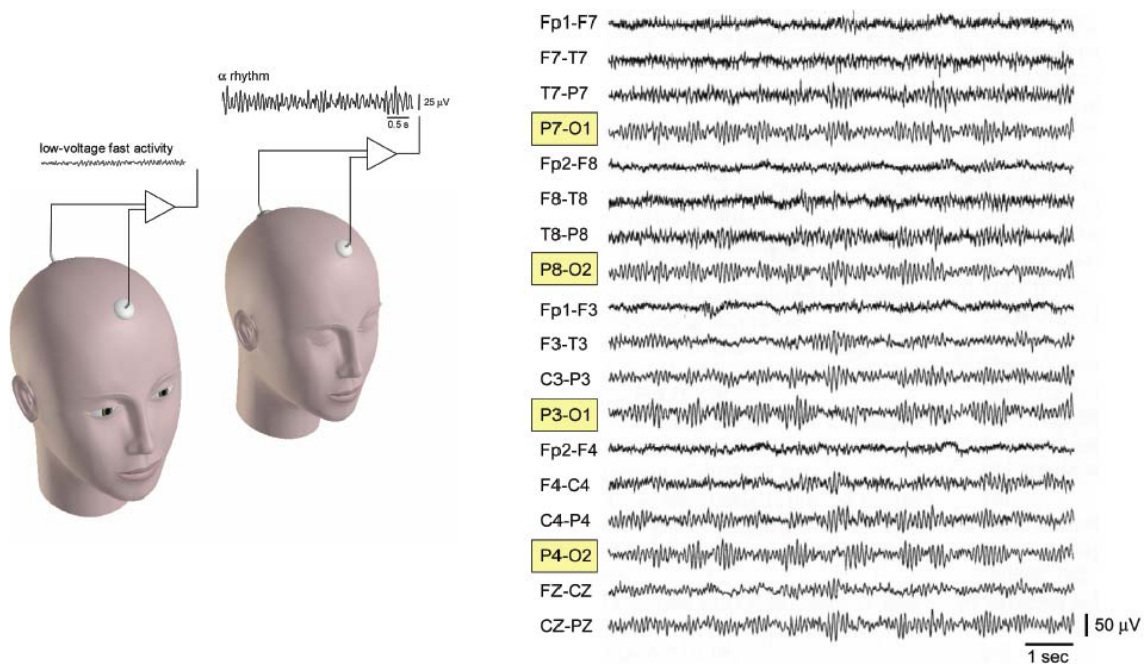 α rhythm
25 μV
0.5 s
low-voltage fast activity
Fp1-F7
F7-T7
T7-P7
P7-O1
Fp2-F8
F8-T8
T8-P8
P8-O2
Fp1-F3
F3-T3
C3-P3
P3-O1
Fp2-F4
F4-C4
C4-P4
P4-O2
FZ-CZ
CZ-PZ
50 μV
1 sec